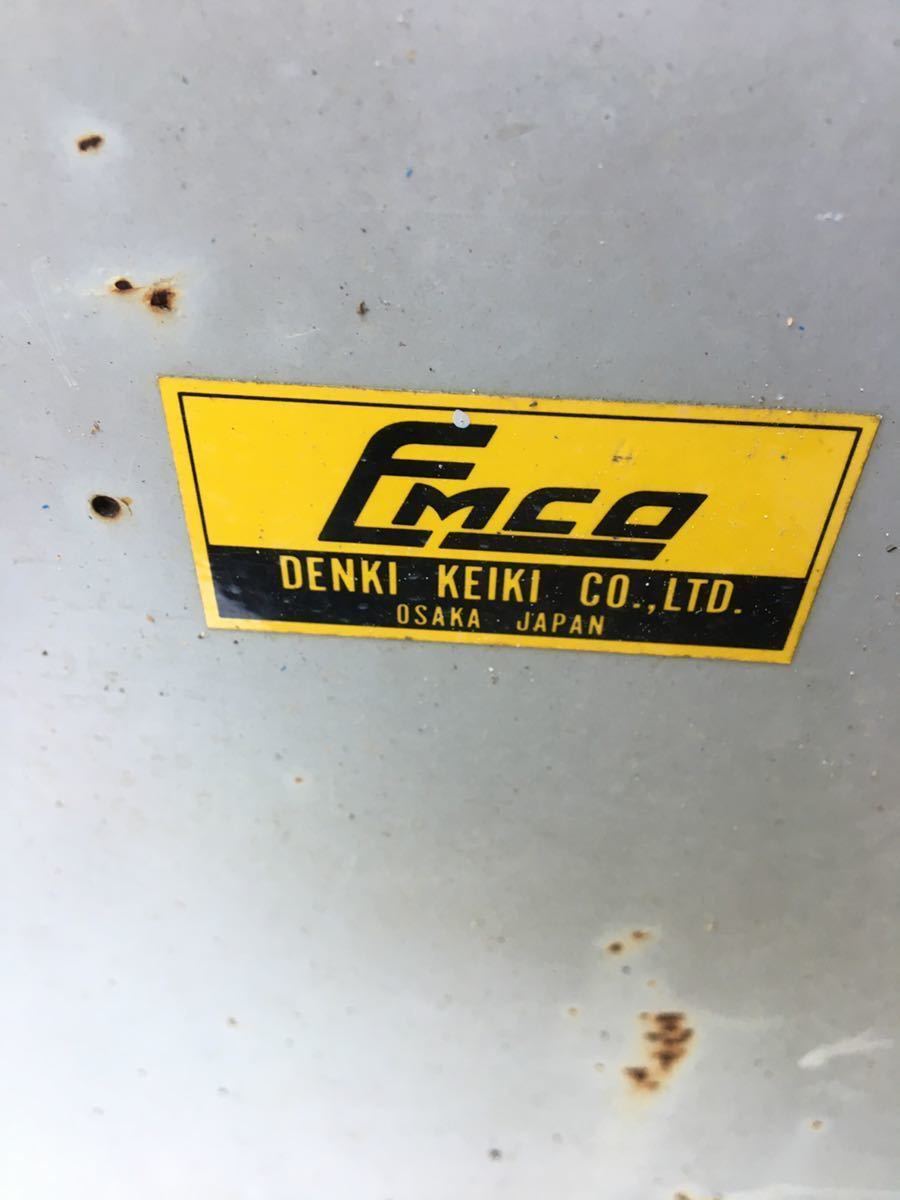 EMCO
DENKI KEIKI CO.,LTD.
OSAKA JAPAN